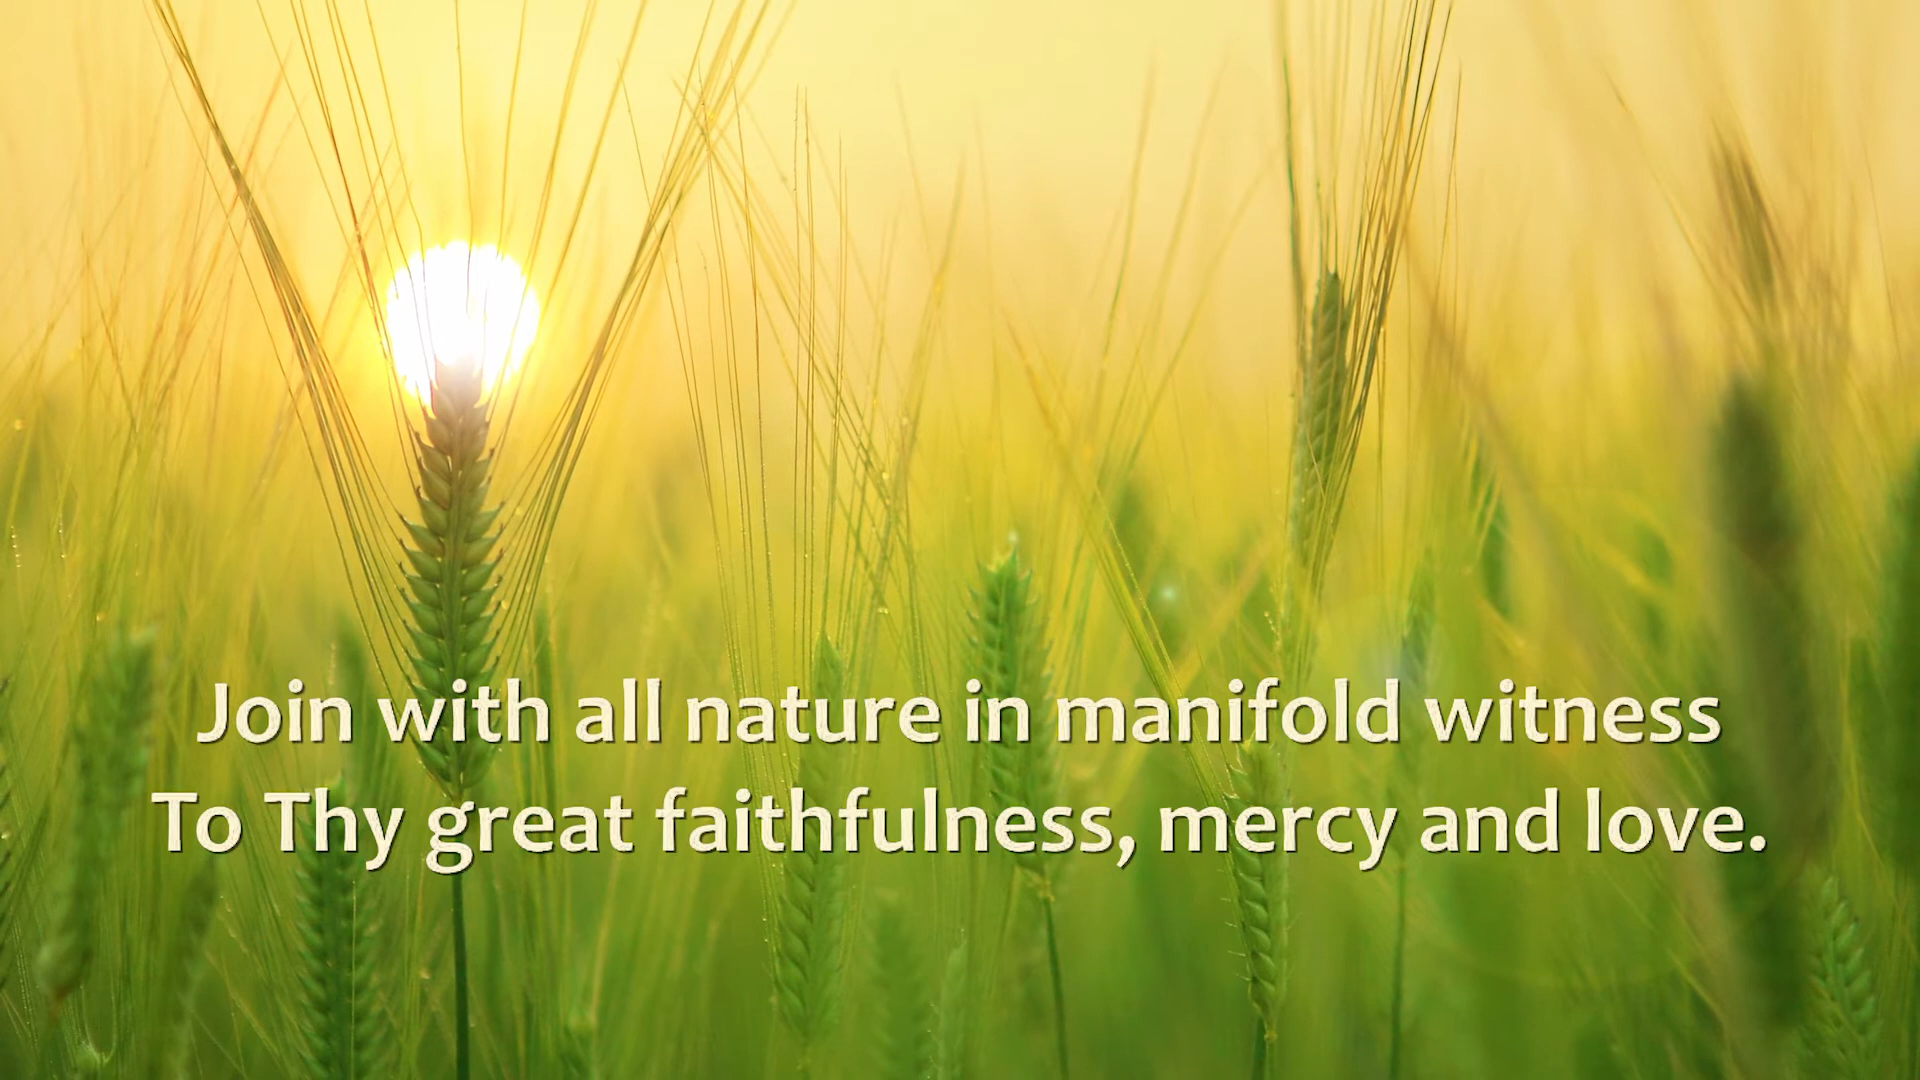 Join with all nature in manifold witness
To Thy great faithfulness, mercy and love.